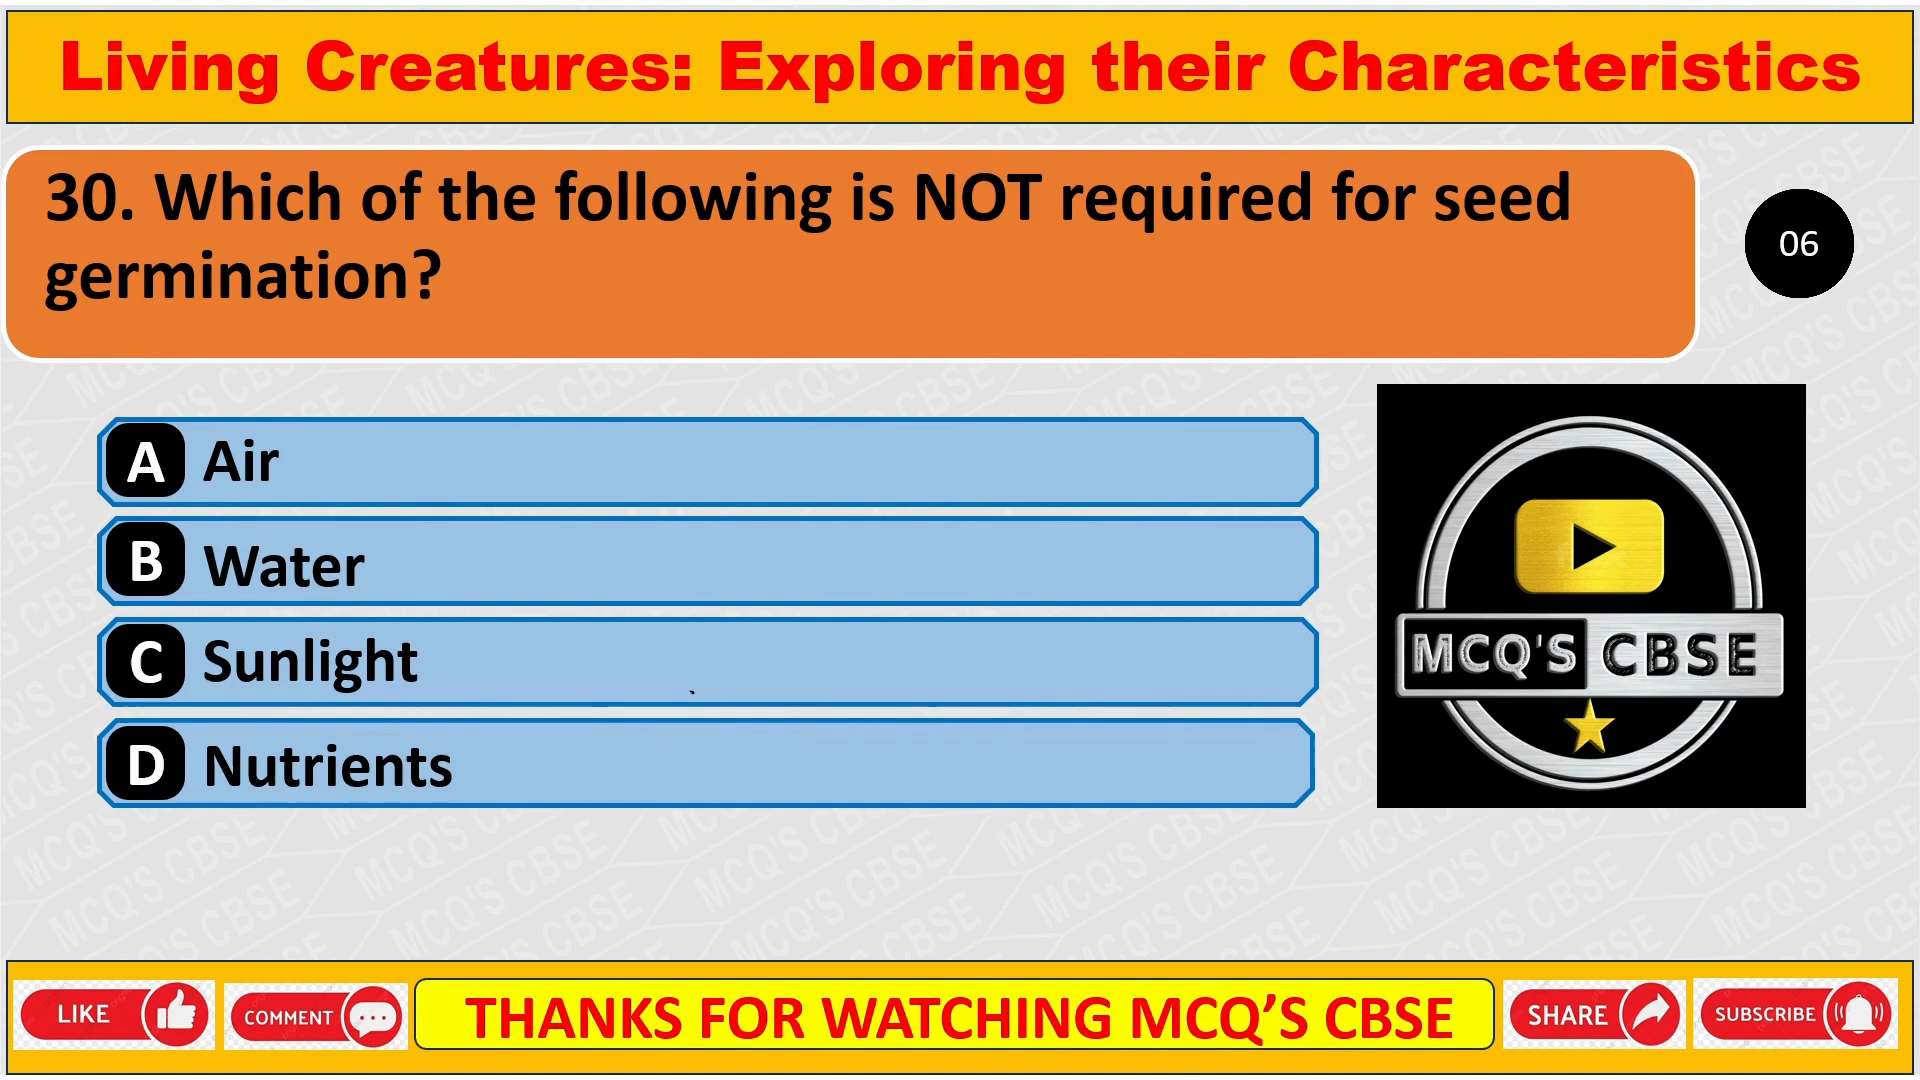 Living Creatures: Exploring their Characteristics
30. Which of the following is NOT required for seed
germination?
06
A Air
B Water
C Sunlight
D Nutrients
MCQ'S CBSE
LIKE
COMMENT
THANKS FOR WATCHING MCQ’S CBSE
SHARE
SUBSCRIBE